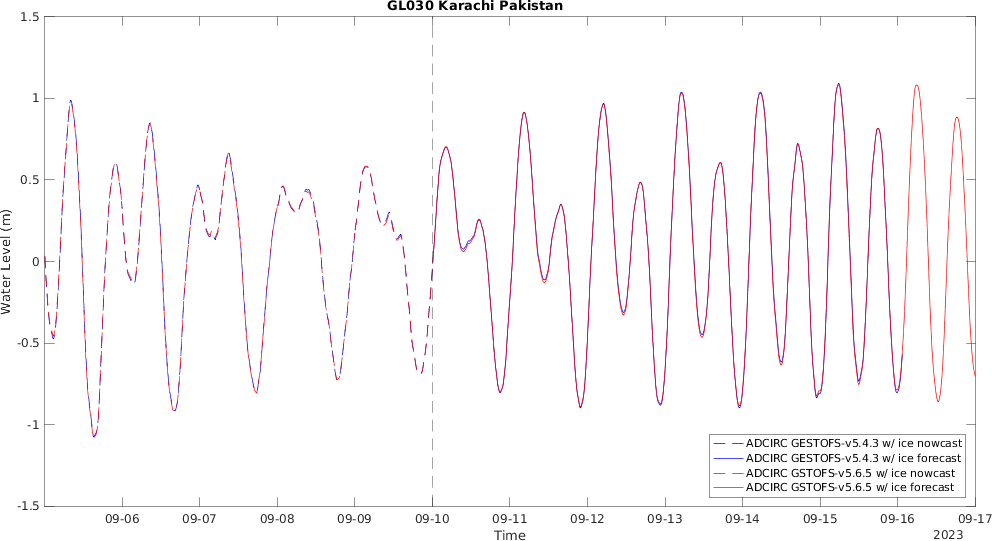 GL030 Karachi Pakistan
1.5
1
0.5
0
-0.5
-1
-1.5
Water Level (m)
09-06 09-07 09-08 09-09 09-10 09-11 09-12 09-13 09-14 09-15 09-16 09-17
Time
2023
ADCIRC GESTOFS-v5.4.3 w/ ice nowcast
ADCIRC GESTOFS-v5.4.3 w/ ice forecast
ADCIRC GSTOFS-v5.6.5 w/ ice nowcast
ADCIRC GSTOFS-v5.6.5 w/ ice forecast